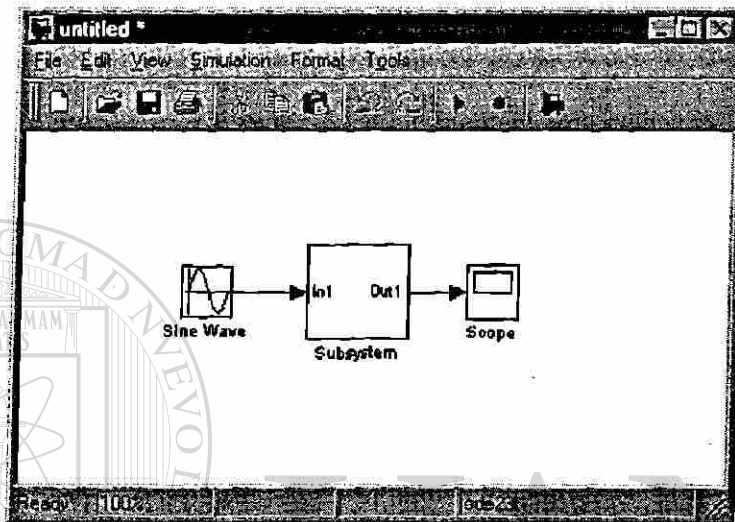 untitled *
File Edit View Simulation Format Tools
In1 Out1
Sine Wave
Subsystem
Scope
Ready 100%